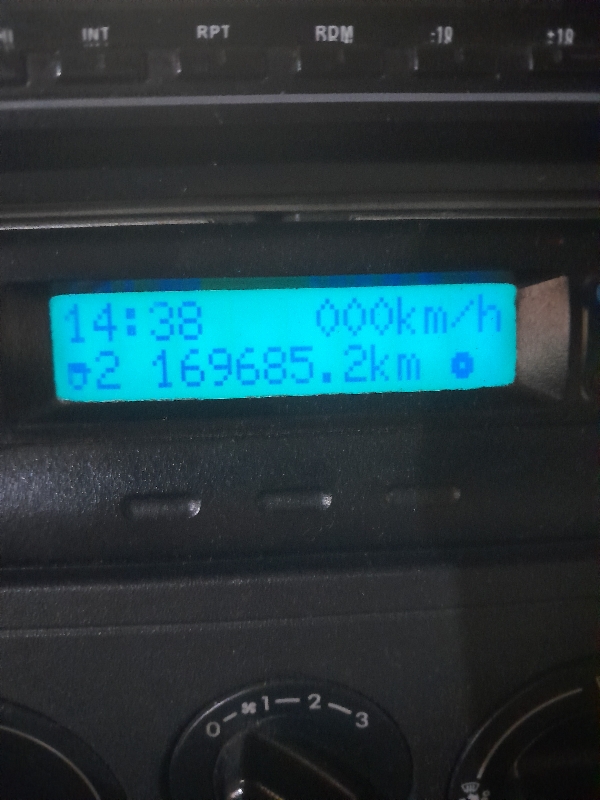 INT RPT RDM -10 +10
14:38 000km/h
2 169685.2km
0 1 2 3